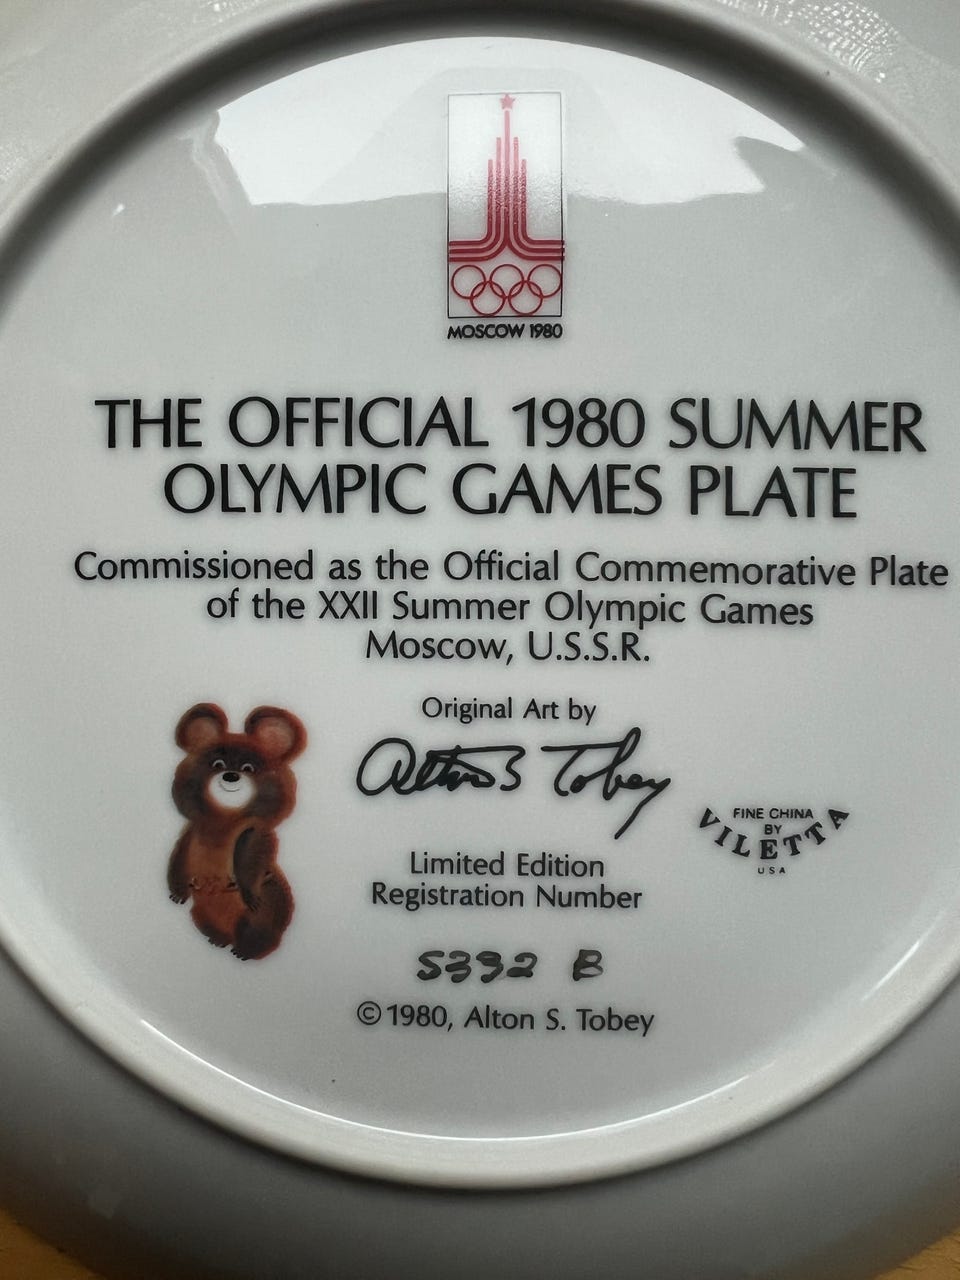 MOSCOW 1980
THE OFFICIAL 1980 SUMMER
OLYMPIC GAMES PLATE
Commissioned as the Official Commemorative Plate
of the XXII Summer Olympic Games
Moscow, U.S.S.R.
Original Art by
Alton S Tobey
FINE CHINA
BY
VILETTA
USA
Limited Edition
Registration Number
5332 B
©1980, Alton S. Tobey